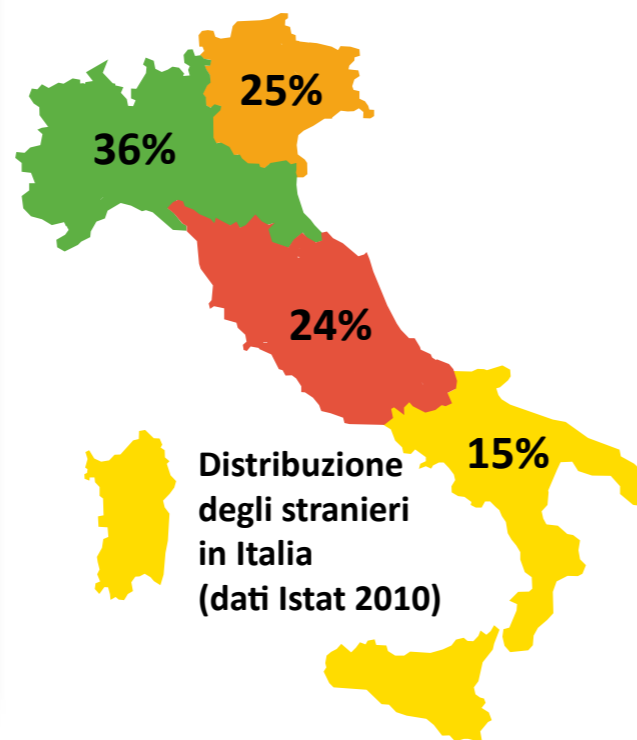 25%
36%
24%
15%
Distribuzione
degli stranieri
in Italia
(dati Istat 2010)